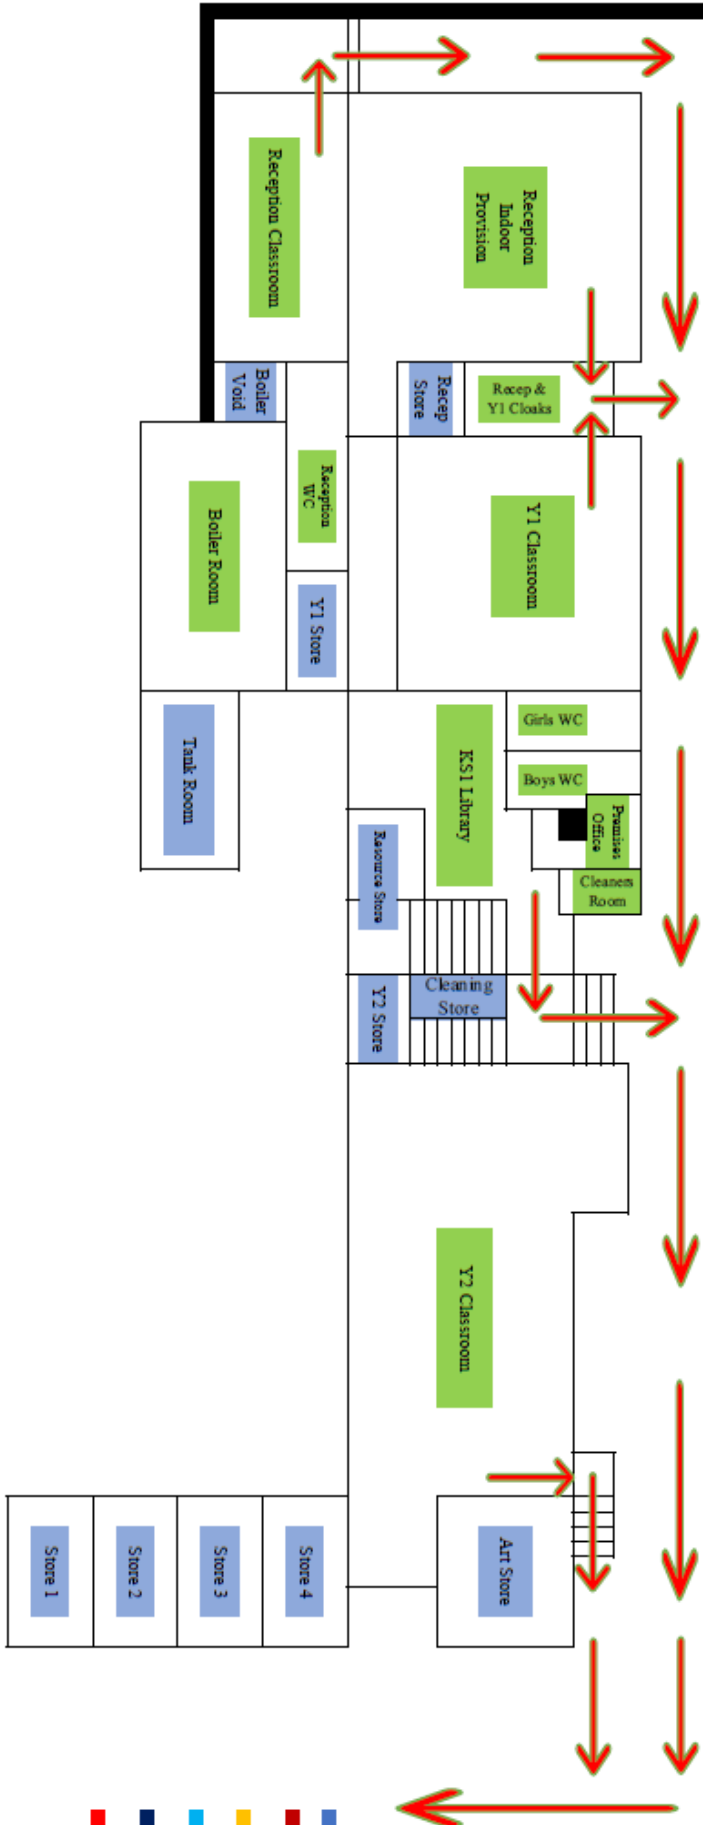 Reception Classroom
Reception
Indoor
Provision
Boiler
Void
Recep
Store
Recep &
Y1 Cloaks
Reception
WC
Boiler Room
Y1 Store
Y1 Classroom
Girls WC
Boys WC
KS1 Library
Premises
Office
Cleaners
Room
Tank Room
Resource Store
Y2 Store
Cleaning
Store
Y2 Classroom
Store 1
Store 2
Store 3
Store 4
Art Store